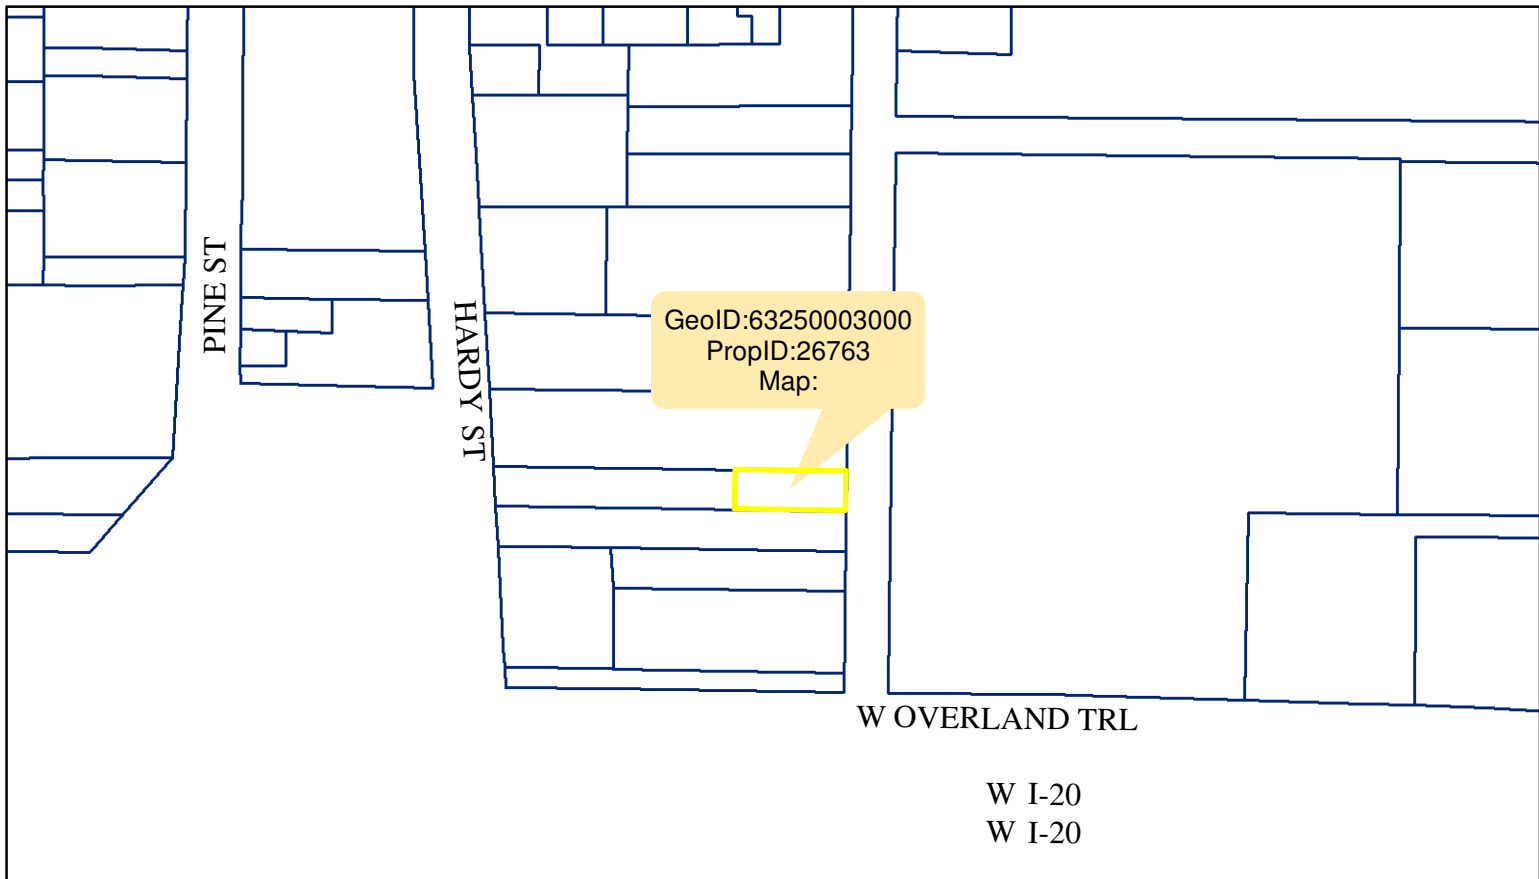 PINE ST
HARDY ST
GeoID:63250003000
PropID:26763
Map:
W OVERLAND TRL
W I-20
W I-20